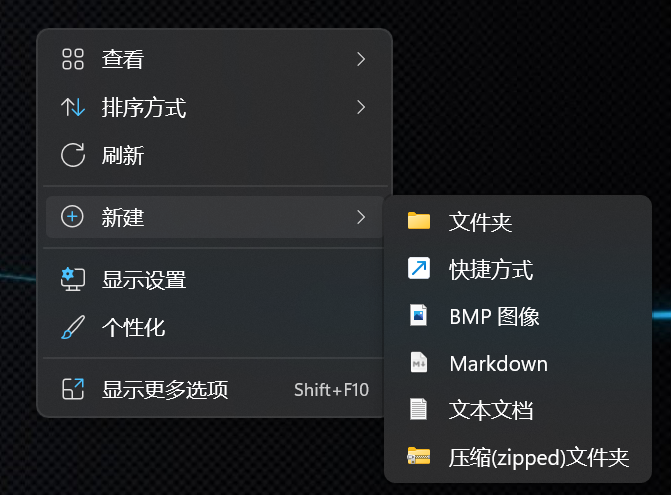 查看
排序方式
刷新
新建
显示设置
个性化
显示更多选项 Shift+F10
文件夹
快捷方式
BMP 图像
Markdown
文本文档
压缩(zipped)文件夹